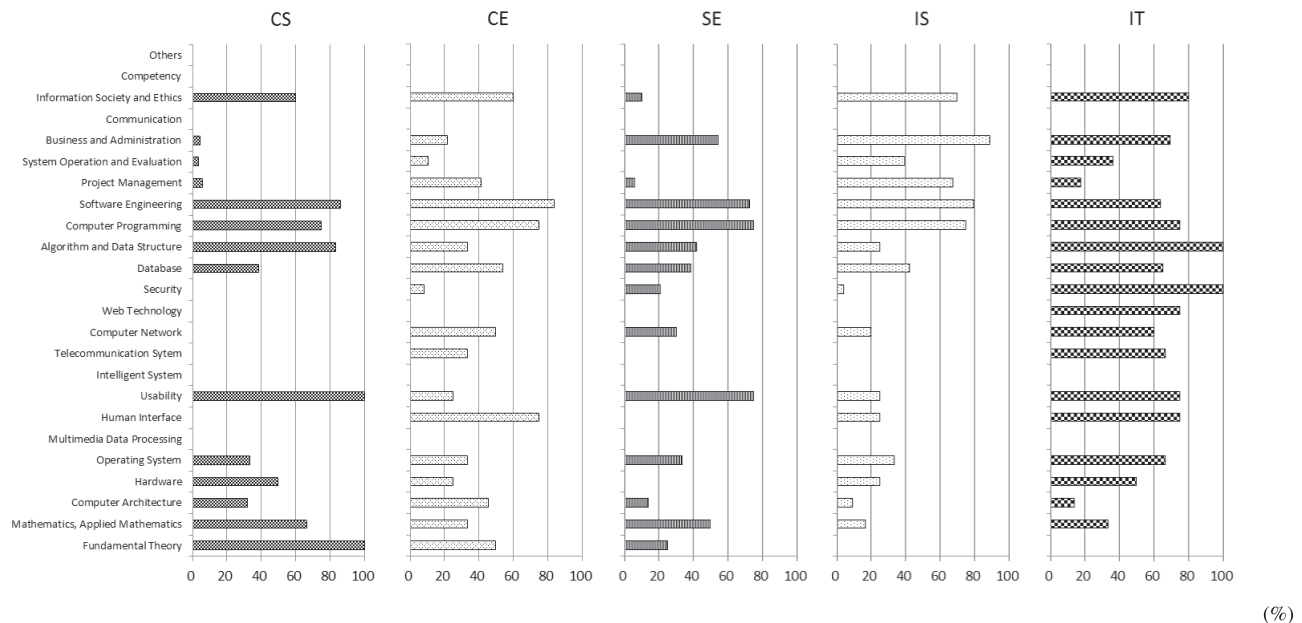 CS CE SE IS IT
Others
Competency
Information Society and Ethics
Communication
Business and Administration
System Operation and Evaluation
Project Management
Software Engineering
Computer Programming
Algorithm and Data Structure
Database
Security
Web Technology
Computer Network
Telecommunication Sytem
Intelligent System
Usability
Human Interface
Multimedia Data Processing
Operating System
Hardware
Computer Architecture
Mathematics, Applied Mathematics
Fundamental Theory
0 20 40 60 80 100 0 20 40 60 80 100 0 20 40 60 80 100 0 20 40 60 80 100 0 20 40 60 80 100
(%)